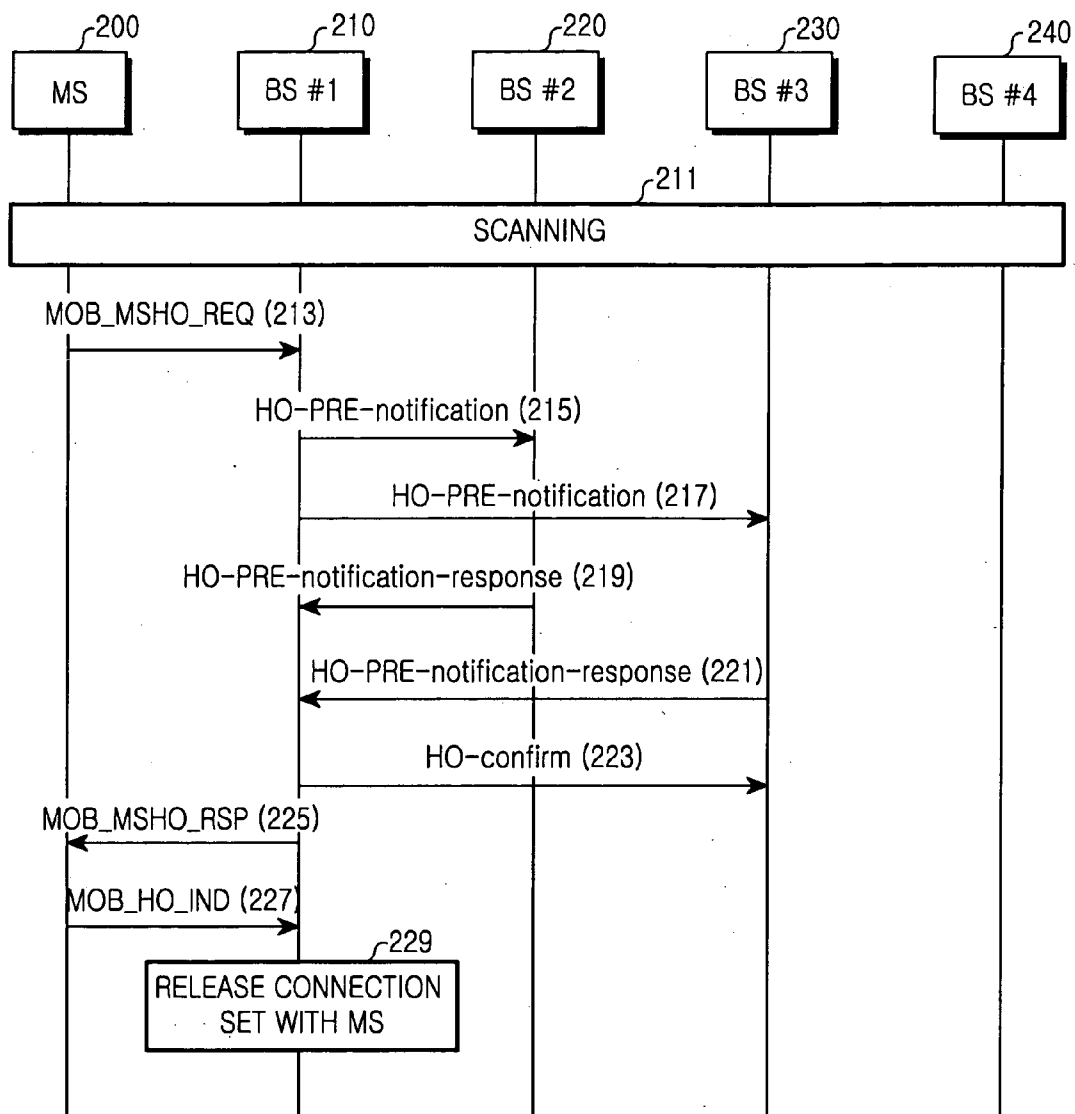 200
210
220
230
240
MS
BS #1
BS #2
BS #3
BS #4
211
SCANNING
MOB_MSHO_REQ (213)
HO-PRE-notification (215)
HO-PRE-notification (217)
HO-PRE-notification-response (219)
HO-PRE-notification-response (221)
HO-confirm (223)
MOB_MSHO_RSP (225)
MOB_HO_IND (227)
229
RELEASE CONNECTION
SET WITH MS